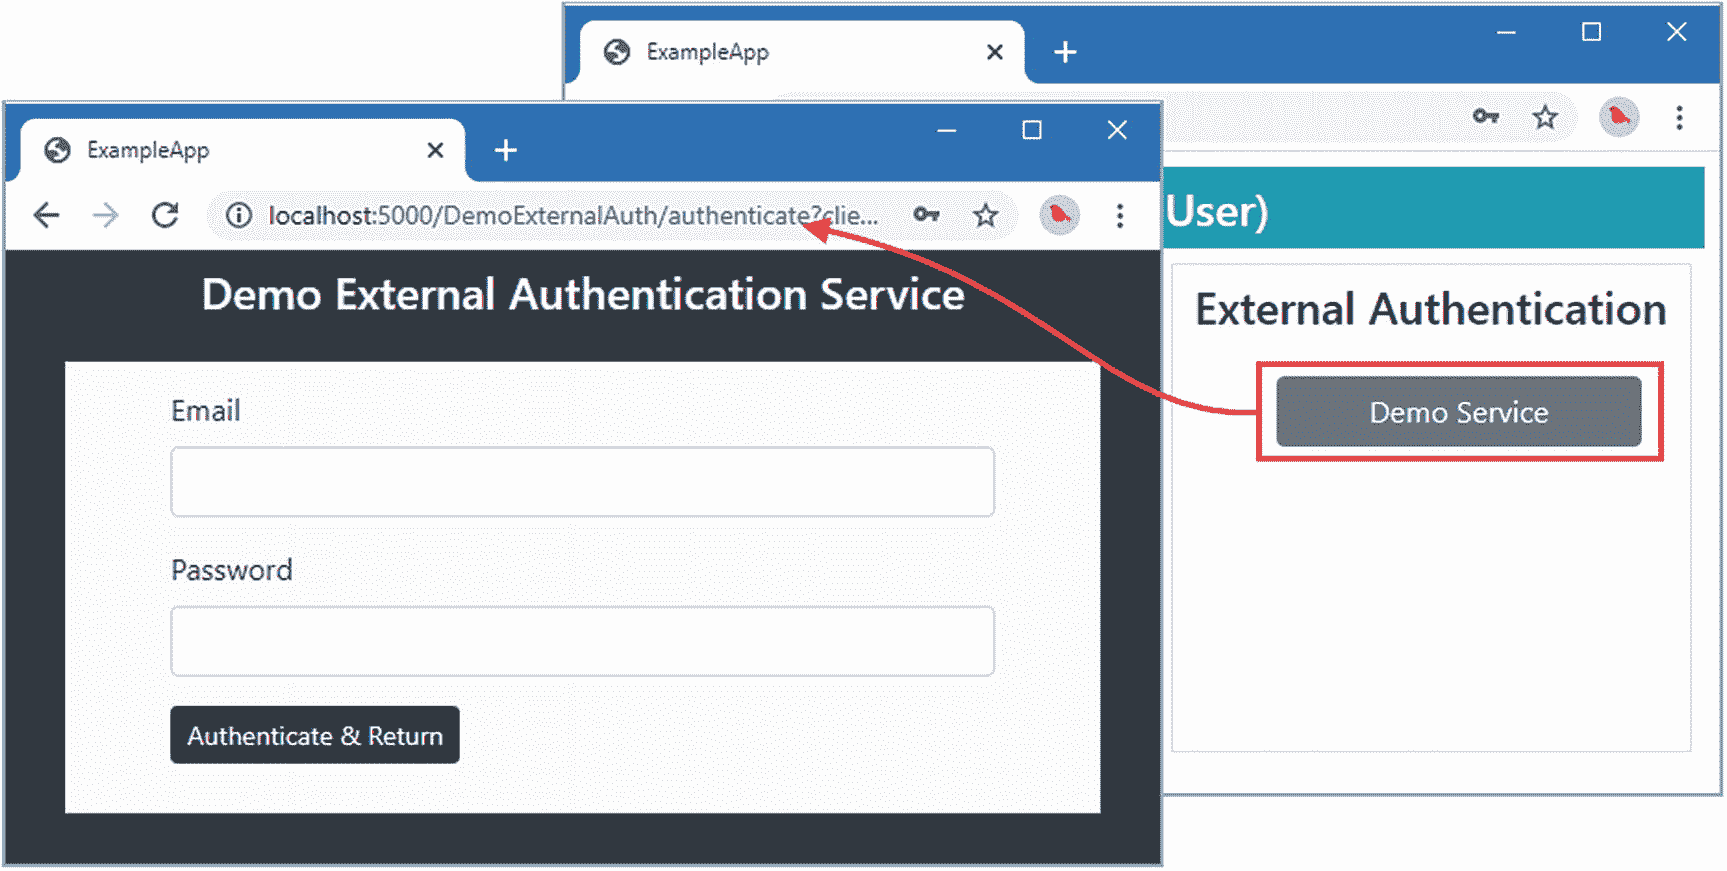 ExampleApp
ExampleApp
localhost:5000/DemoExternalAuth/authenticate?clie...
User)
Demo External Authentication Service
External Authentication
Demo Service
Email
Password
Authenticate & Return